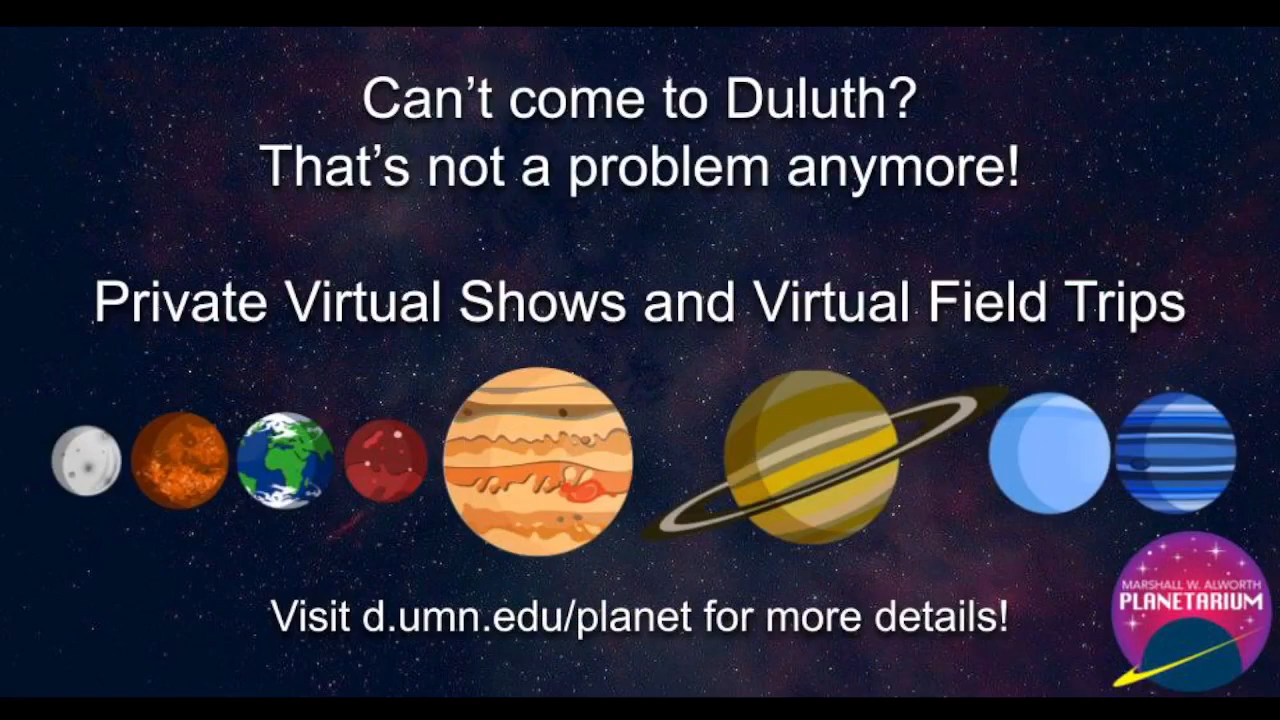 Can’t come to Duluth?
That’s not a problem anymore!
Private Virtual Shows and Virtual Field Trips
Visit d.umn.edu/planet for more details!
MARSHALL W. ALWORTH
PLANETARIUM